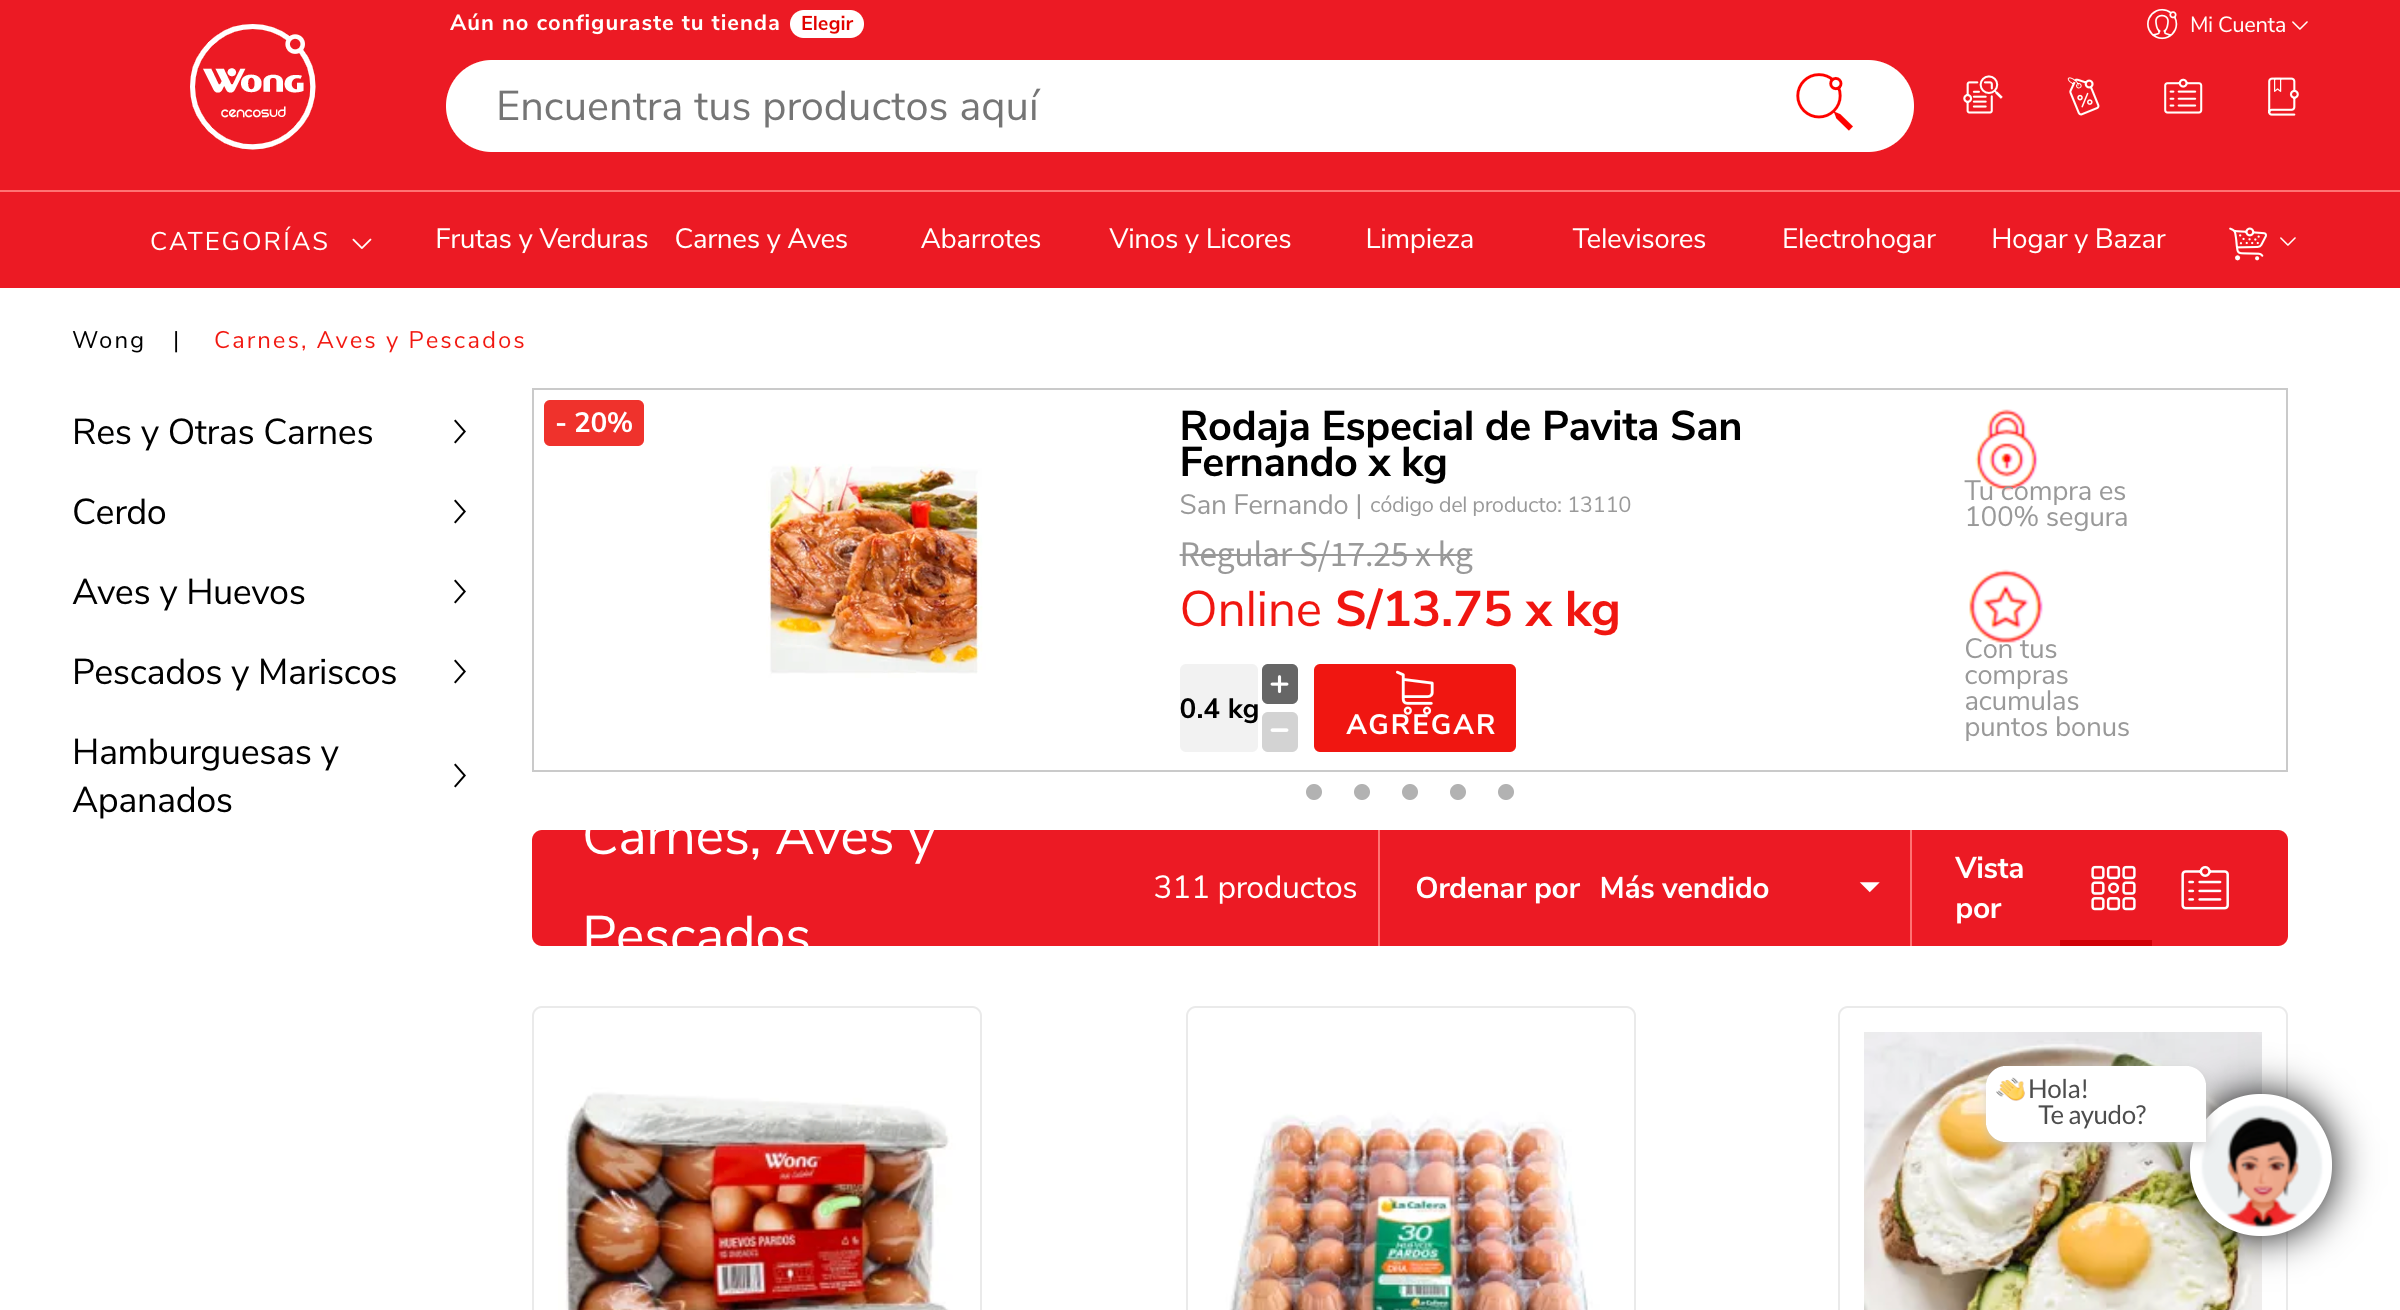 Aún no configuraste tu tienda Elegir
Mi Cuenta
Wong
cencosud
Encuentra tus productos aquí
CATEGORÍAS Frutas y Verduras Carnes y Aves Abarrotes Vinos y Licores Limpieza Televisores Electrohogar Hogar y Bazar
Wong | Carnes, Aves y Pescados
Res y Otras Carnes
Cerdo
Aves y Huevos
Pescados y Mariscos
Hamburguesas y
Apanados
- 20%
Rodaja Especial de Pavita San
Fernando x kg
San Fernando | código del producto: 13110
Regular S/17.25 x kg
Online S/13.75 x kg
0.4 kg + −
AGREGAR
Tu compra es
100% segura
Con tus
compras
acumulas
puntos bonus
Carnes, Aves y
Pescados
311 productos
Ordenar por Más vendido
Vista
por
Wong
HUEVOS PARDOS
La Calera
30
HUEVOS
PARDOS
La Calera
Hola!
Te ayudo?